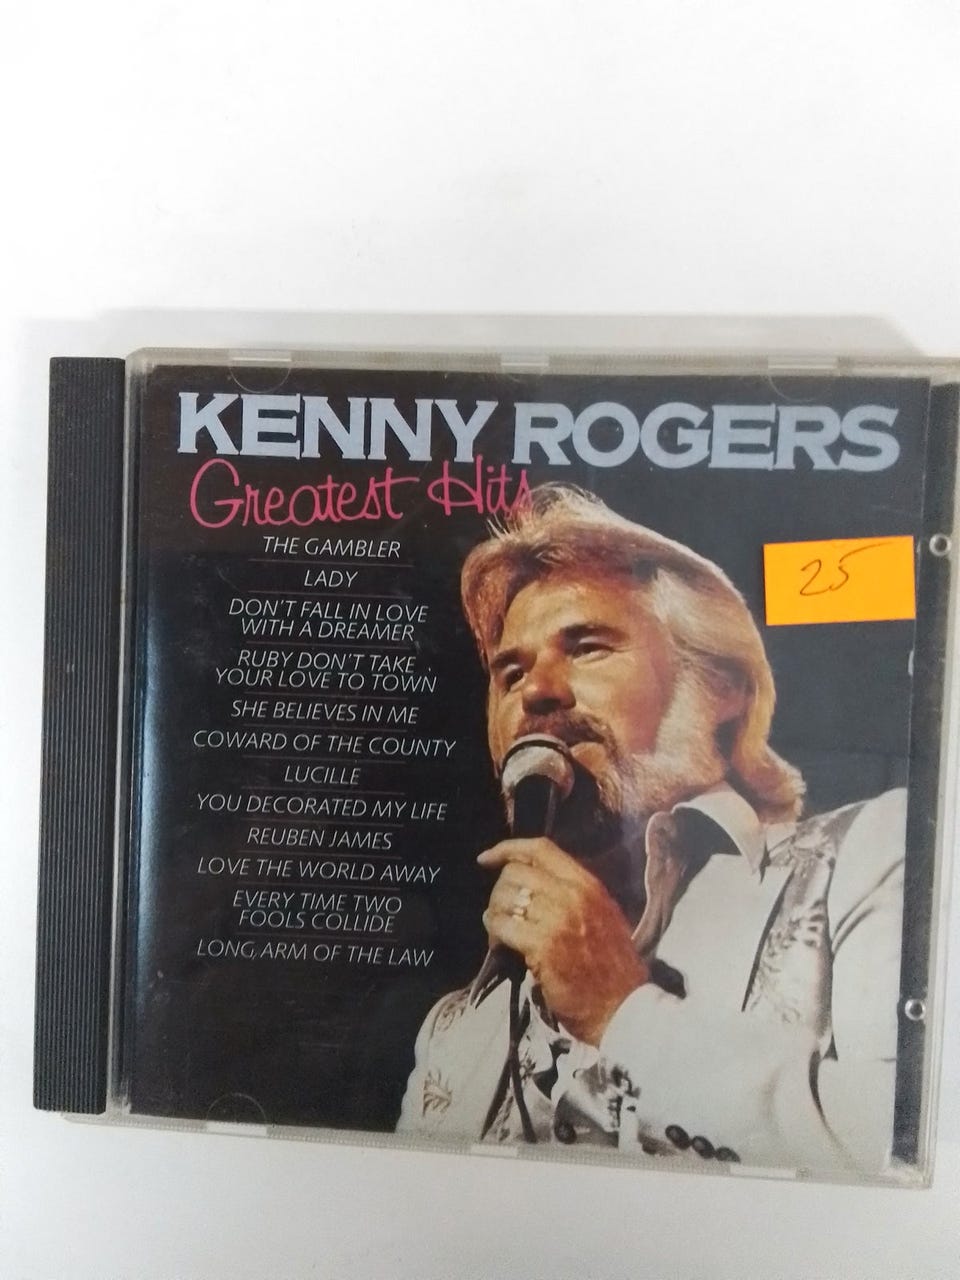 KENNY ROGERS
Greatest Hits
THE GAMBLER
LADY
DON'T FALL IN LOVE
WITH A DREAMER
RUBY DON'T TAKE
YOUR LOVE TO TOWN
SHE BELIEVES IN ME
COWARD OF THE COUNTY
LUCILLE
YOU DECORATED MY LIFE
REUBEN JAMES
LOVE THE WORLD AWAY
EVERY TIME TWO
FOOLS COLLIDE
LONG ARM OF THE LAW
25